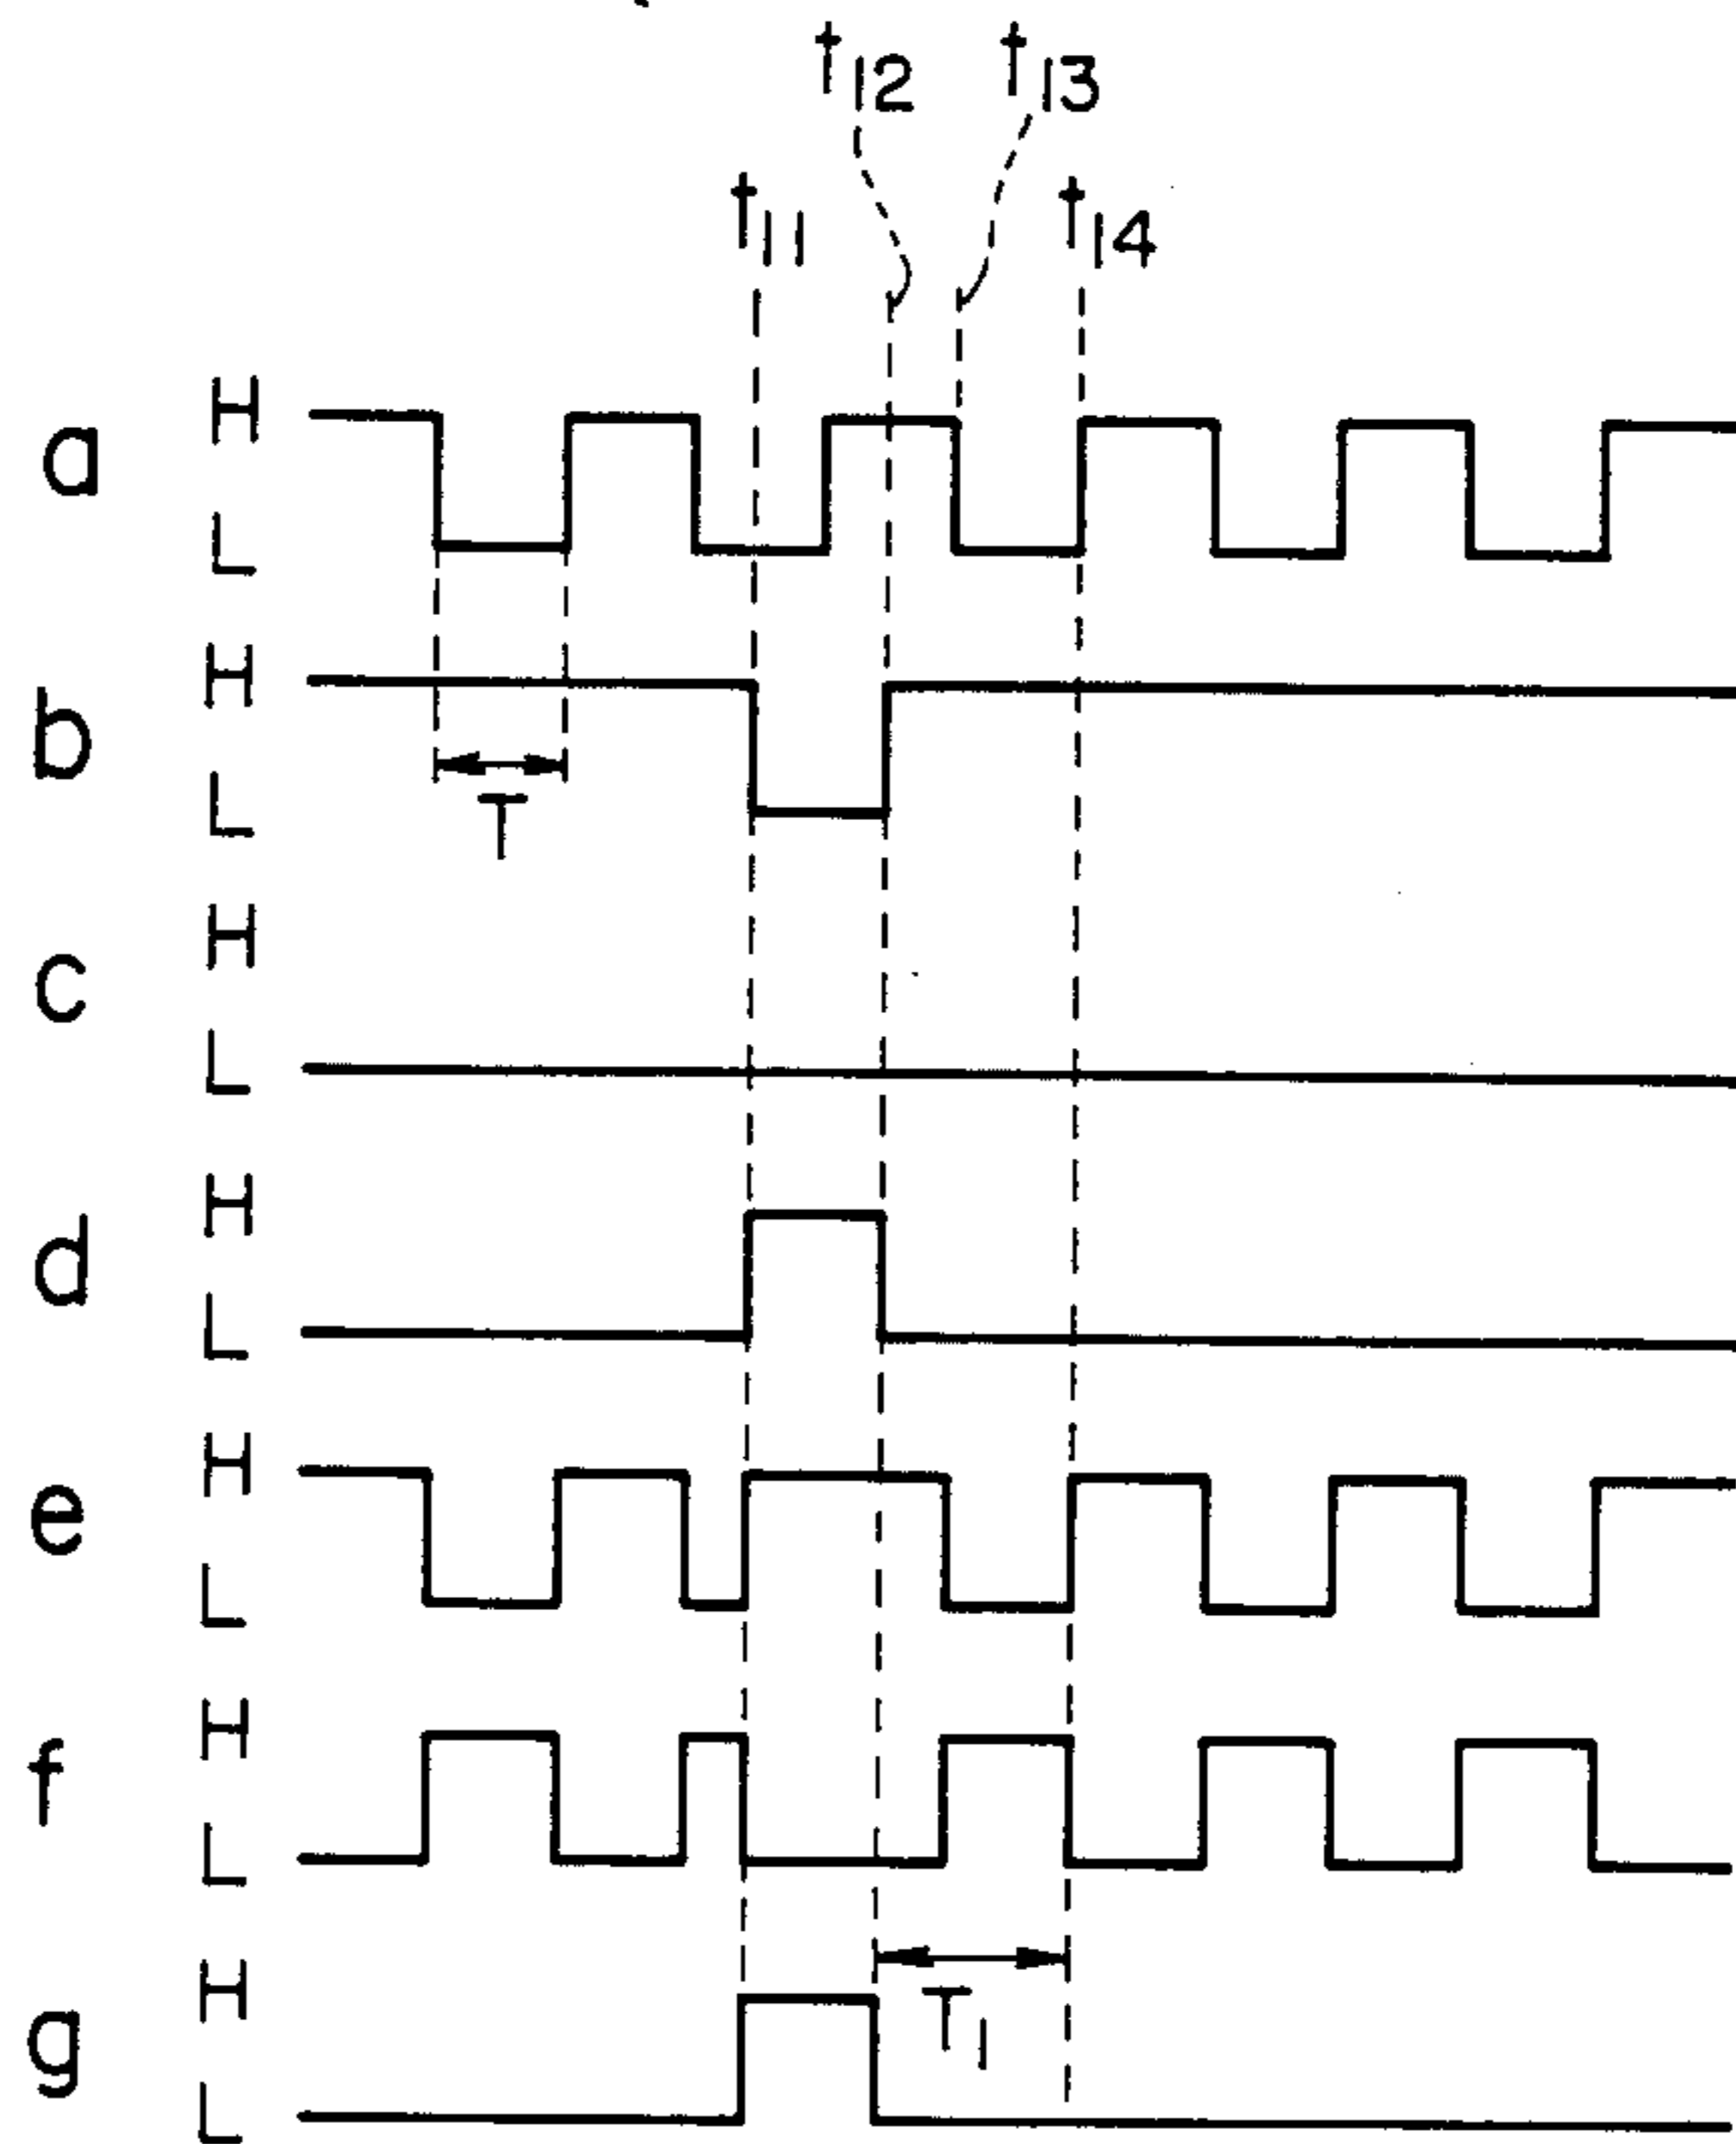 t12 t13
t11 t14
a H L
b H L
T
c H L
d H L
e H L
f H L
g H L
T1